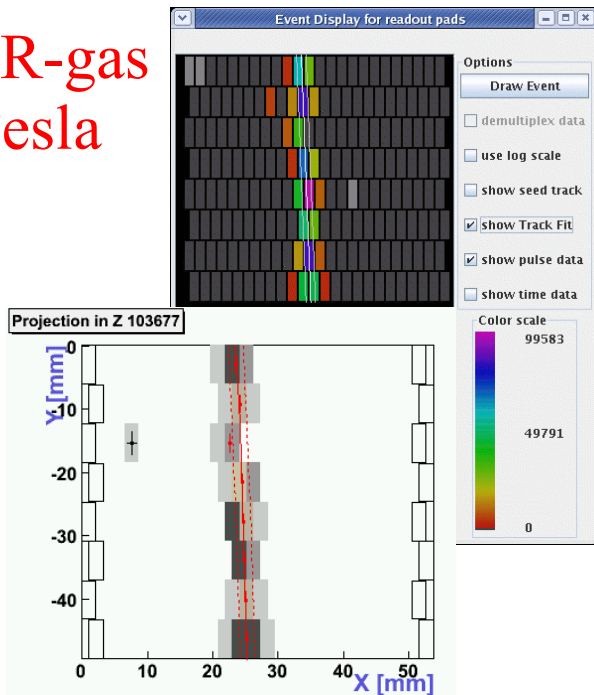 R-gas
esla
Event Display for readout pads
Options
Draw Event
demultiplex data
use log scale
show seed track
show Track Fit
show pulse data
show time data
Color scale
99583
49791
0
Projection in Z 103677
Y [mm]
0
-10
-20
-30
-40
0
10
20
30
40
50
X [mm]